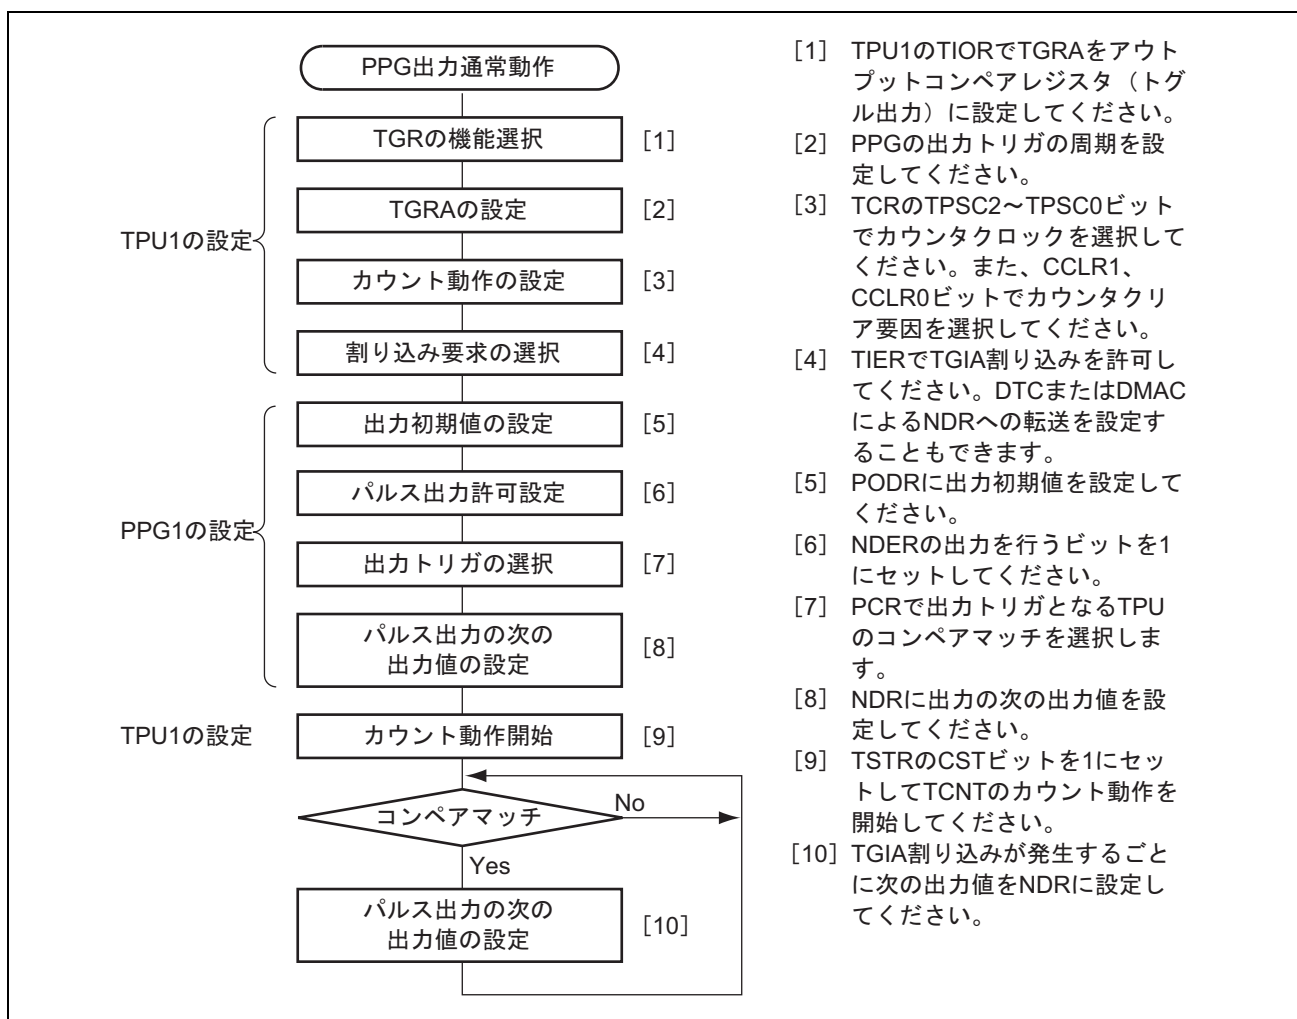 PPG出力通常動作
TPU1の設定
TGRの機能選択 [1]
TGRAの設定 [2]
カウント動作の設定 [3]
割り込み要求の選択 [4]
PPG1の設定
出力初期値の設定 [5]
パルス出力許可設定 [6]
出力トリガの選択 [7]
パルス出力の次の
出力値の設定 [8]
TPU1の設定
カウント動作開始 [9]
コンペアマッチ
No
Yes
パルス出力の次の
出力値の設定 [10]
[1] TPU1のTIORでTGRAをアウト
プットコンペアレジスタ（トグ
ル出力）に設定してください。
[2] PPGの出力トリガの周期を設
定してください。
[3] TCRのTPSC2～TPSC0ビット
でカウンタクロックを選択して
ください。また、CCLR1、
CCLR0ビットでカウンタクリ
ア要因を選択してください。
[4] TIERでTGIA割り込みを許可し
てください。DTCまたはDMAC
によるNDRへの転送を設定す
ることもできます。
[5] PODRに出力初期値を設定して
ください。
[6] NDERの出力を行うビットを1
にセットしてください。
[7] PCRで出力トリガとなるTPU
のコンペアマッチを選択しま
す。
[8] NDRに出力の次の出力値を設
定してください。
[9] TSTRのCSTビットを1にセッ
トしてTCNTのカウント動作を
開始してください。
[10] TGIA割り込みが発生するごと
に次の出力値をNDRに設定し
てください。